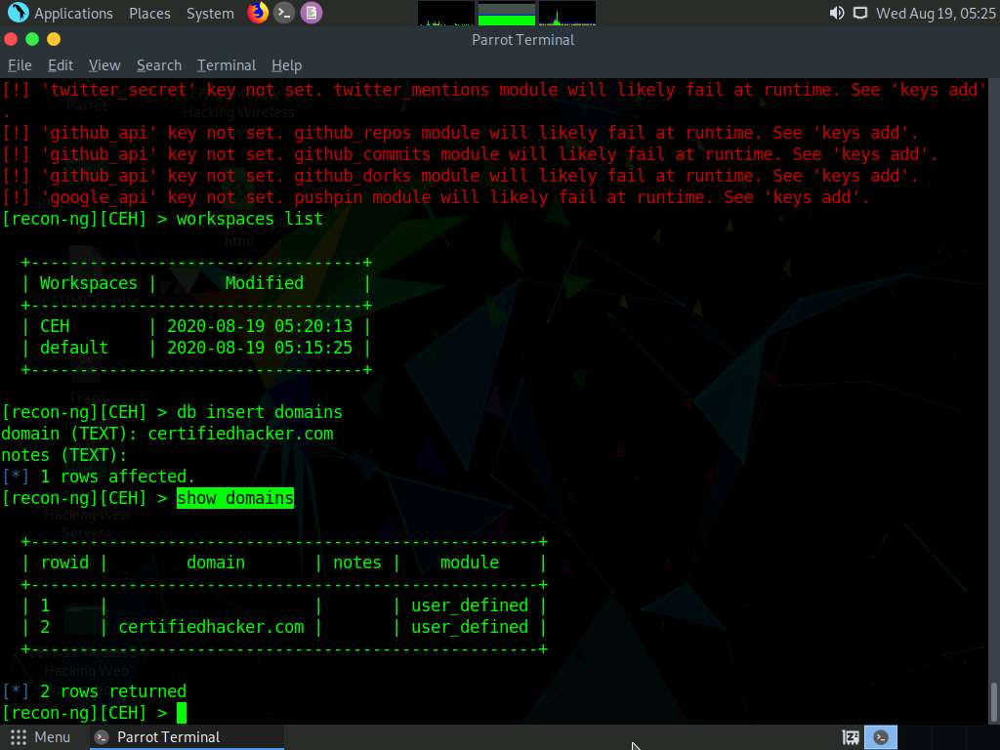 Applications Places System Wed Aug 19, 05:25
Parrot Terminal
File Edit View Search Terminal Help
[!] 'twitter_secret' key not set. twitter_mentions module will likely fail at runtime. See 'keys add'
.
[!] 'github_api' key not set. github_repos module will likely fail at runtime. See 'keys add'.
[!] 'github_api' key not set. github_commits module will likely fail at runtime. See 'keys add'.
[!] 'github_api' key not set. github_dorks module will likely fail at runtime. See 'keys add'.
[!] 'google_api' key not set. pushpin module will likely fail at runtime. See 'keys add'.
[recon-ng][CEH] > workspaces list
+----------------------------------+
| Workspaces |       Modified      |
+----------------------------------+
| CEH        | 2020-08-19 05:20:13 |
| default    | 2020-08-19 05:15:25 |
+----------------------------------+
[recon-ng][CEH] > db insert domains
domain (TEXT): certifiedhacker.com
notes (TEXT):
[*] 1 rows affected.
[recon-ng][CEH] > show domains
+----------------------------------------------------+
| rowid |        domain       | notes |    module    |
+----------------------------------------------------+
| 1     |                     |       | user_defined |
| 2     | certifiedhacker.com |       | user_defined |
+----------------------------------------------------+
[*] 2 rows returned
[recon-ng][CEH] >
Menu Parrot Terminal